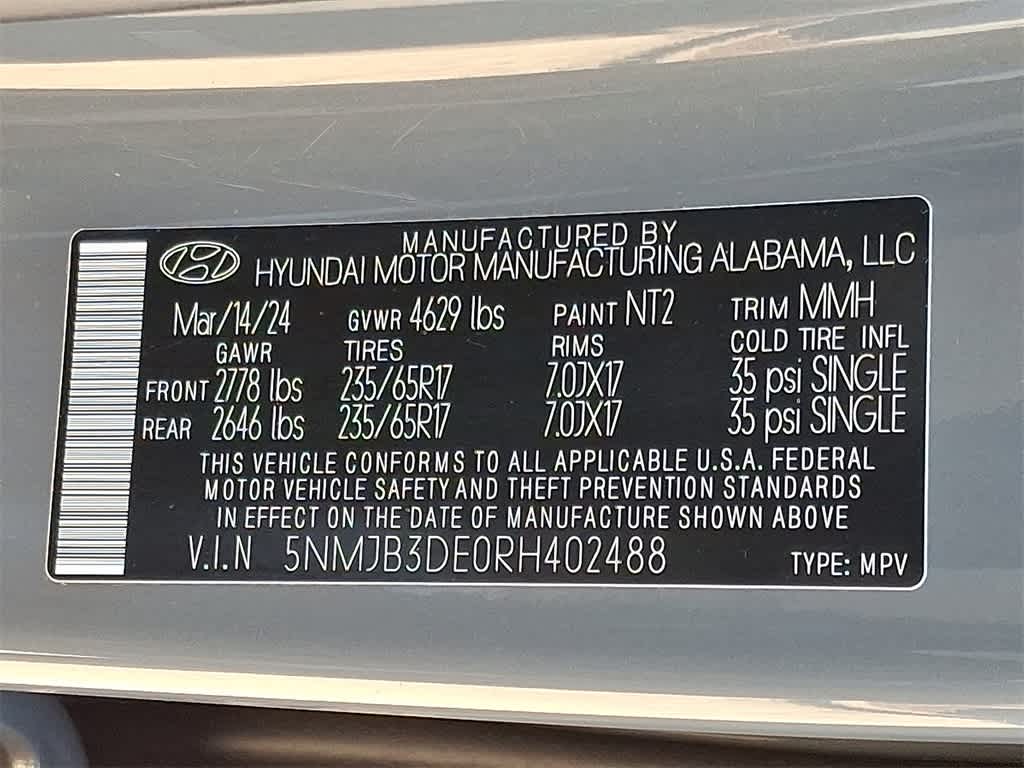 MANUFACTURED BY
HYUNDAI MOTOR MANUFACTURING ALABAMA, LLC
Mar/14/24 GVWR 4629 lbs PAINT NT2 TRIM MMH
GAWR TIRES RIMS COLD TIRE INFL
FRONT 2778 lbs 235/65R17 7.0JX17 35 psi SINGLE
REAR 2646 lbs 235/65R17 7.0JX17 35 psi SINGLE
THIS VEHICLE CONFORMS TO ALL APPLICABLE U.S.A. FEDERAL
MOTOR VEHICLE SAFETY AND THEFT PREVENTION STANDARDS
IN EFFECT ON THE DATE OF MANUFACTURE SHOWN ABOVE
V.I.N 5NMJB3DE0RH402488 TYPE: MPV